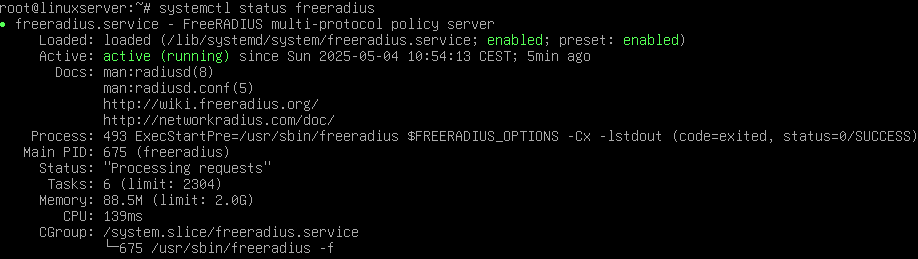 root@linuxserver:~# systemctl status freeradius
● freeradius.service - FreeRADIUS multi-protocol policy server
     Loaded: loaded (/lib/systemd/system/freeradius.service; enabled; preset: enabled)
     Active: active (running) since Sun 2025-05-04 10:54:13 CEST; 5min ago
       Docs: man:radiusd(8)
             man:radiusd.conf(5)
             http://wiki.freeradius.org/
             http://networkradius.com/doc/
    Process: 493 ExecStartPre=/usr/sbin/freeradius $FREERADIUS_OPTIONS -Cx -lstdout (code=exited, status=0/SUCCESS)
   Main PID: 675 (freeradius)
     Status: "Processing requests"
      Tasks: 6 (limit: 2304)
     Memory: 88.5M (limit: 2.0G)
        CPU: 139ms
     CGroup: /system.slice/freeradius.service
             └─675 /usr/sbin/freeradius -f